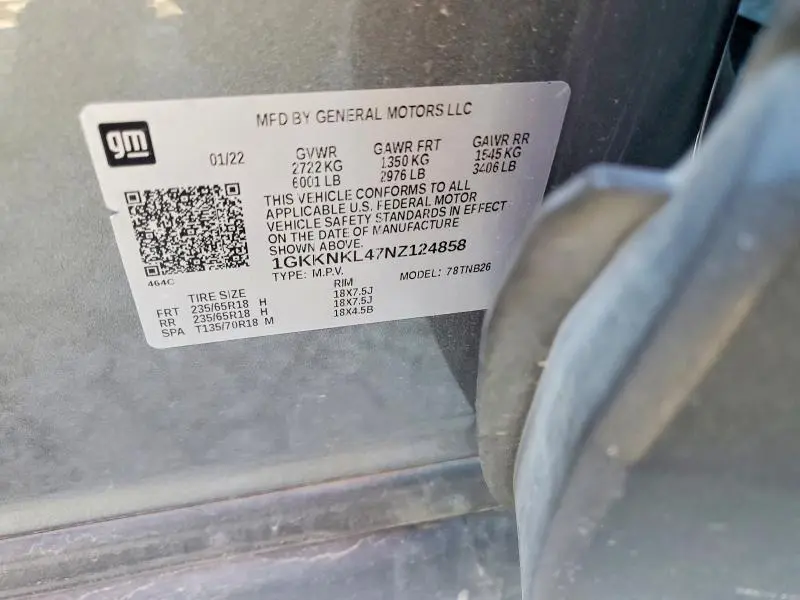 gm
MFD BY GENERAL MOTORS LLC
01/22
GVWR GAWR FRT GAWR RR
2722 KG 1350 KG 1545 KG
6001 LB 2976 LB 3406 LB
THIS VEHICLE CONFORMS TO ALL
APPLICABLE U.S. FEDERAL MOTOR
VEHICLE SAFETY STANDARDS IN EFFECT
ON THE DATE OF MANUFACTURE
SHOWN ABOVE.
1GKKNKL47NZ124858
464C
TYPE: M.P.V. MODEL: 78TNB26
TIRE SIZE RIM
FRT 235/65R18 H 18X7.5J
RR 235/65R18 H 18X7.5J
SPA T135/70R18 M 18X4.5B